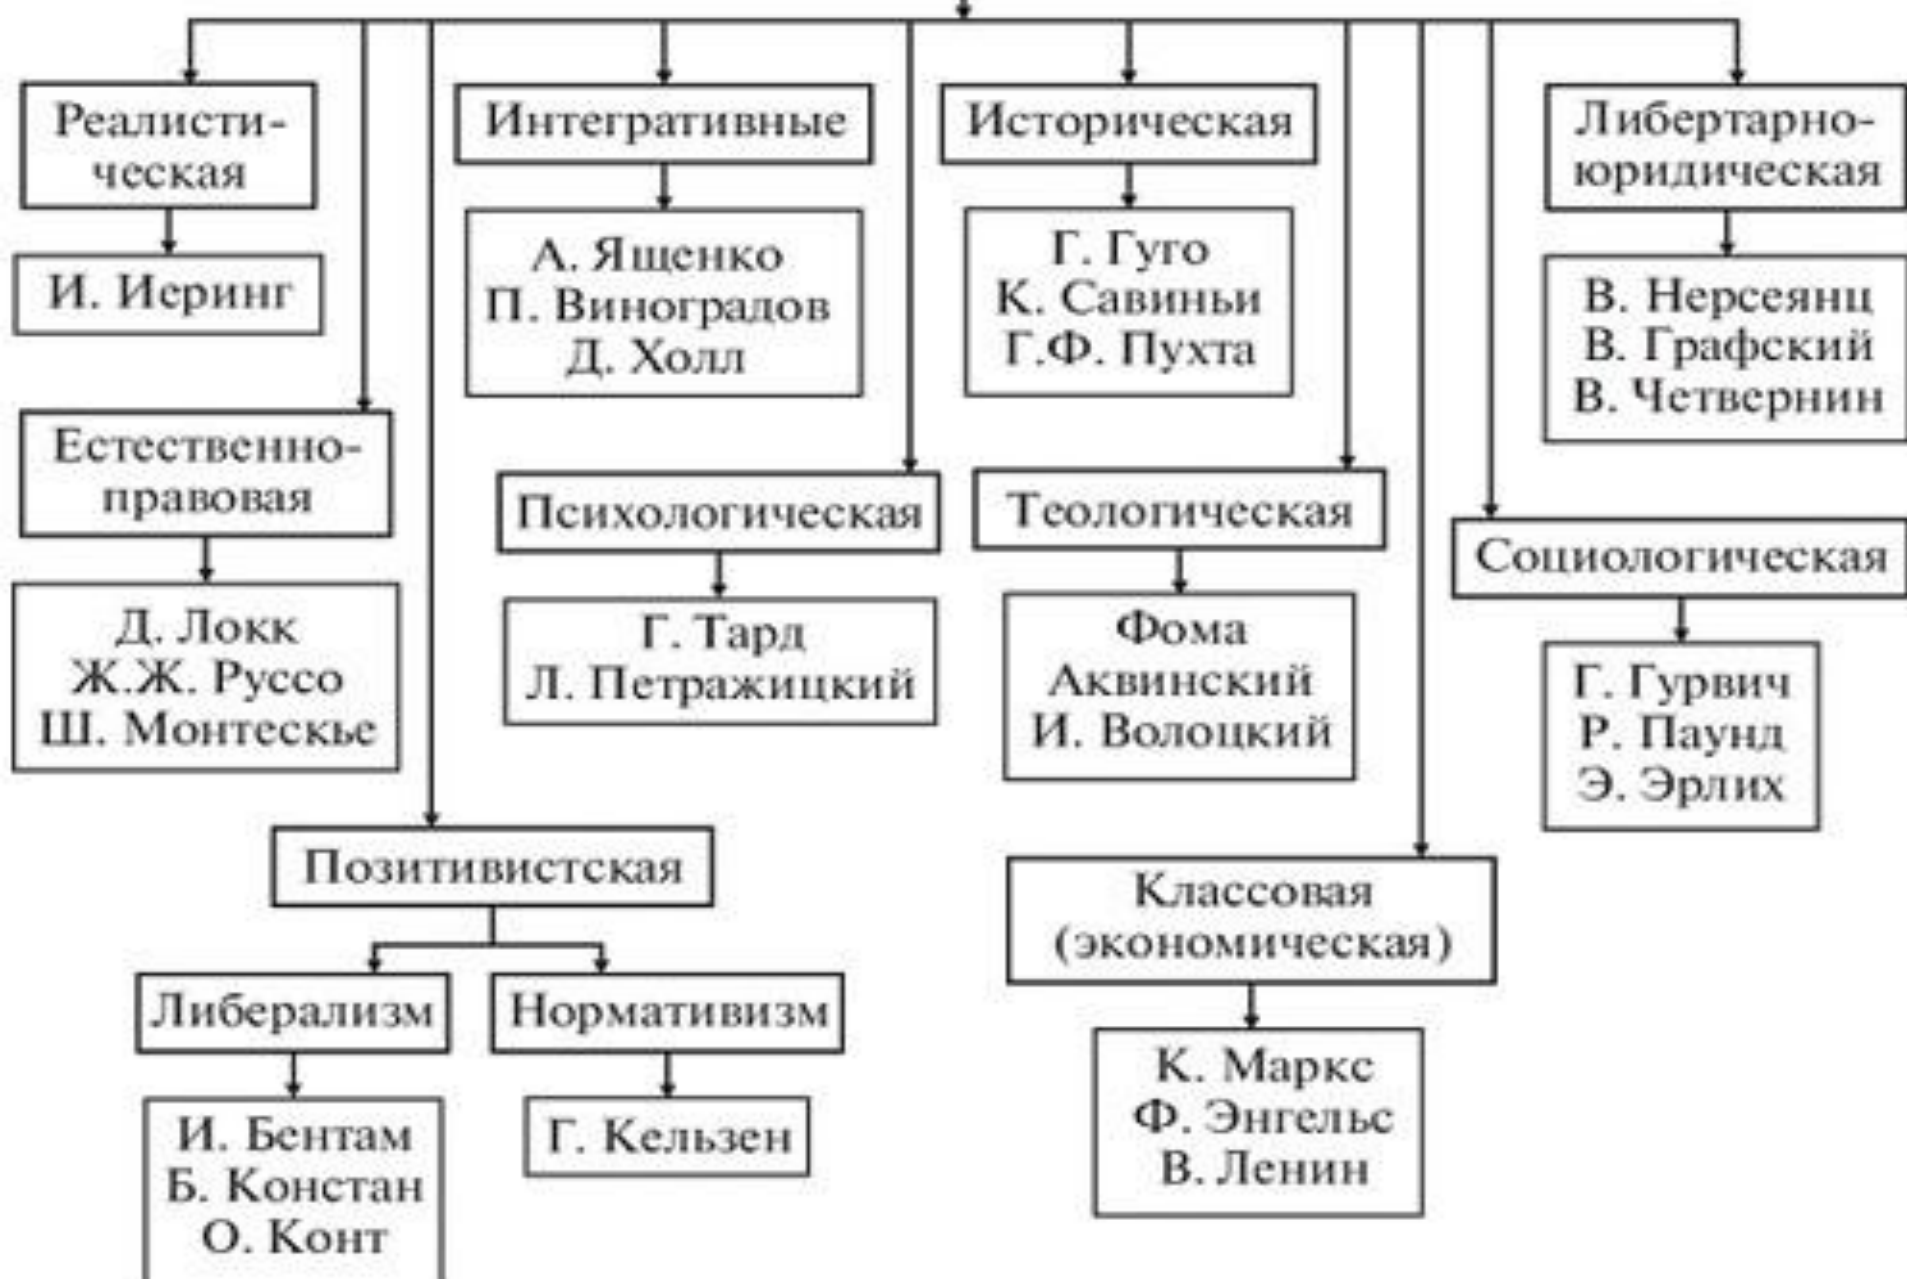 Реалисти-
ческая
И. Иеринг
Естественно-
правовая
Д. Локк
Ж.Ж. Руссо
Ш. Монтескье
Позитивистская
Либерализм
И. Бентам
Б. Констан
О. Конт
Нормативизм
Г. Кельзен
Интегративные
А. Ященко
П. Виноградов
Д. Холл
Психологическая
Г. Тард
Л. Петражицкий
Историческая
Г. Гуго
К. Савиньи
Г.Ф. Пухта
Теологическая
Фома
Аквинский
И. Волоцкий
Классовая
(экономическая)
К. Маркс
Ф. Энгельс
В. Ленин
Социологическая
Г. Гурвич
Р. Паунд
Э. Эрлих
Либертарно-
юридическая
В. Нерсеянц
В. Графский
В. Четвернин